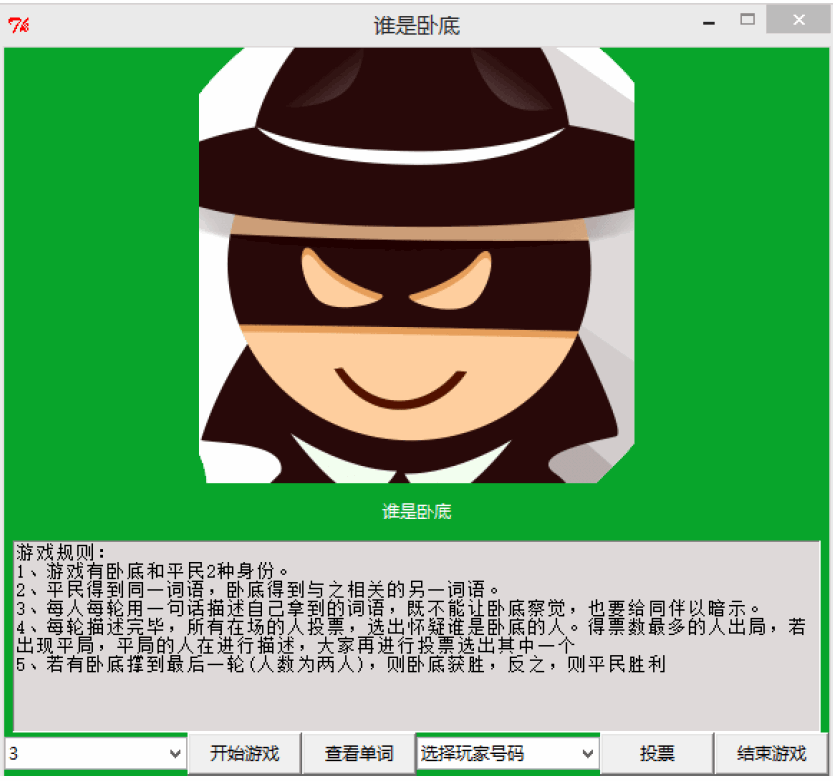 谁是卧底
谁是卧底
游戏规则：
1、游戏有卧底和平民2种身份。
2、平民得到同一词语，卧底得到与之相关的另一词语。
3、每人每轮用一句话描述自己拿到的词语，既不能让卧底察觉，也要给同伴以暗示。
4、每轮描述完毕，所有在场的人投票，选出怀疑谁是卧底的人。得票数最多的人出局，若
出现平局，平局的人在进行描述，大家再进行投票选出其中一个
5、若有卧底撑到最后一轮(人数为两人)，则卧底获胜，反之，则平民胜利
3 开始游戏 查看单词 选择玩家号码 投票 结束游戏